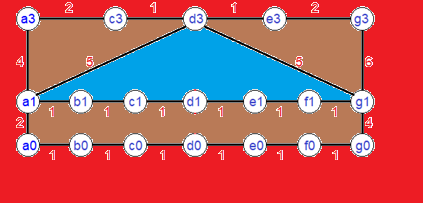 2 1 1 2
a3 c3 d3 e3 g3
4 5 5 6
a1 b1 c1 d1 e1 f1 g1
1 1 1 1 1 1
2 4
a0 b0 c0 d0 e0 f0 g0
1 1 1 1 1 1